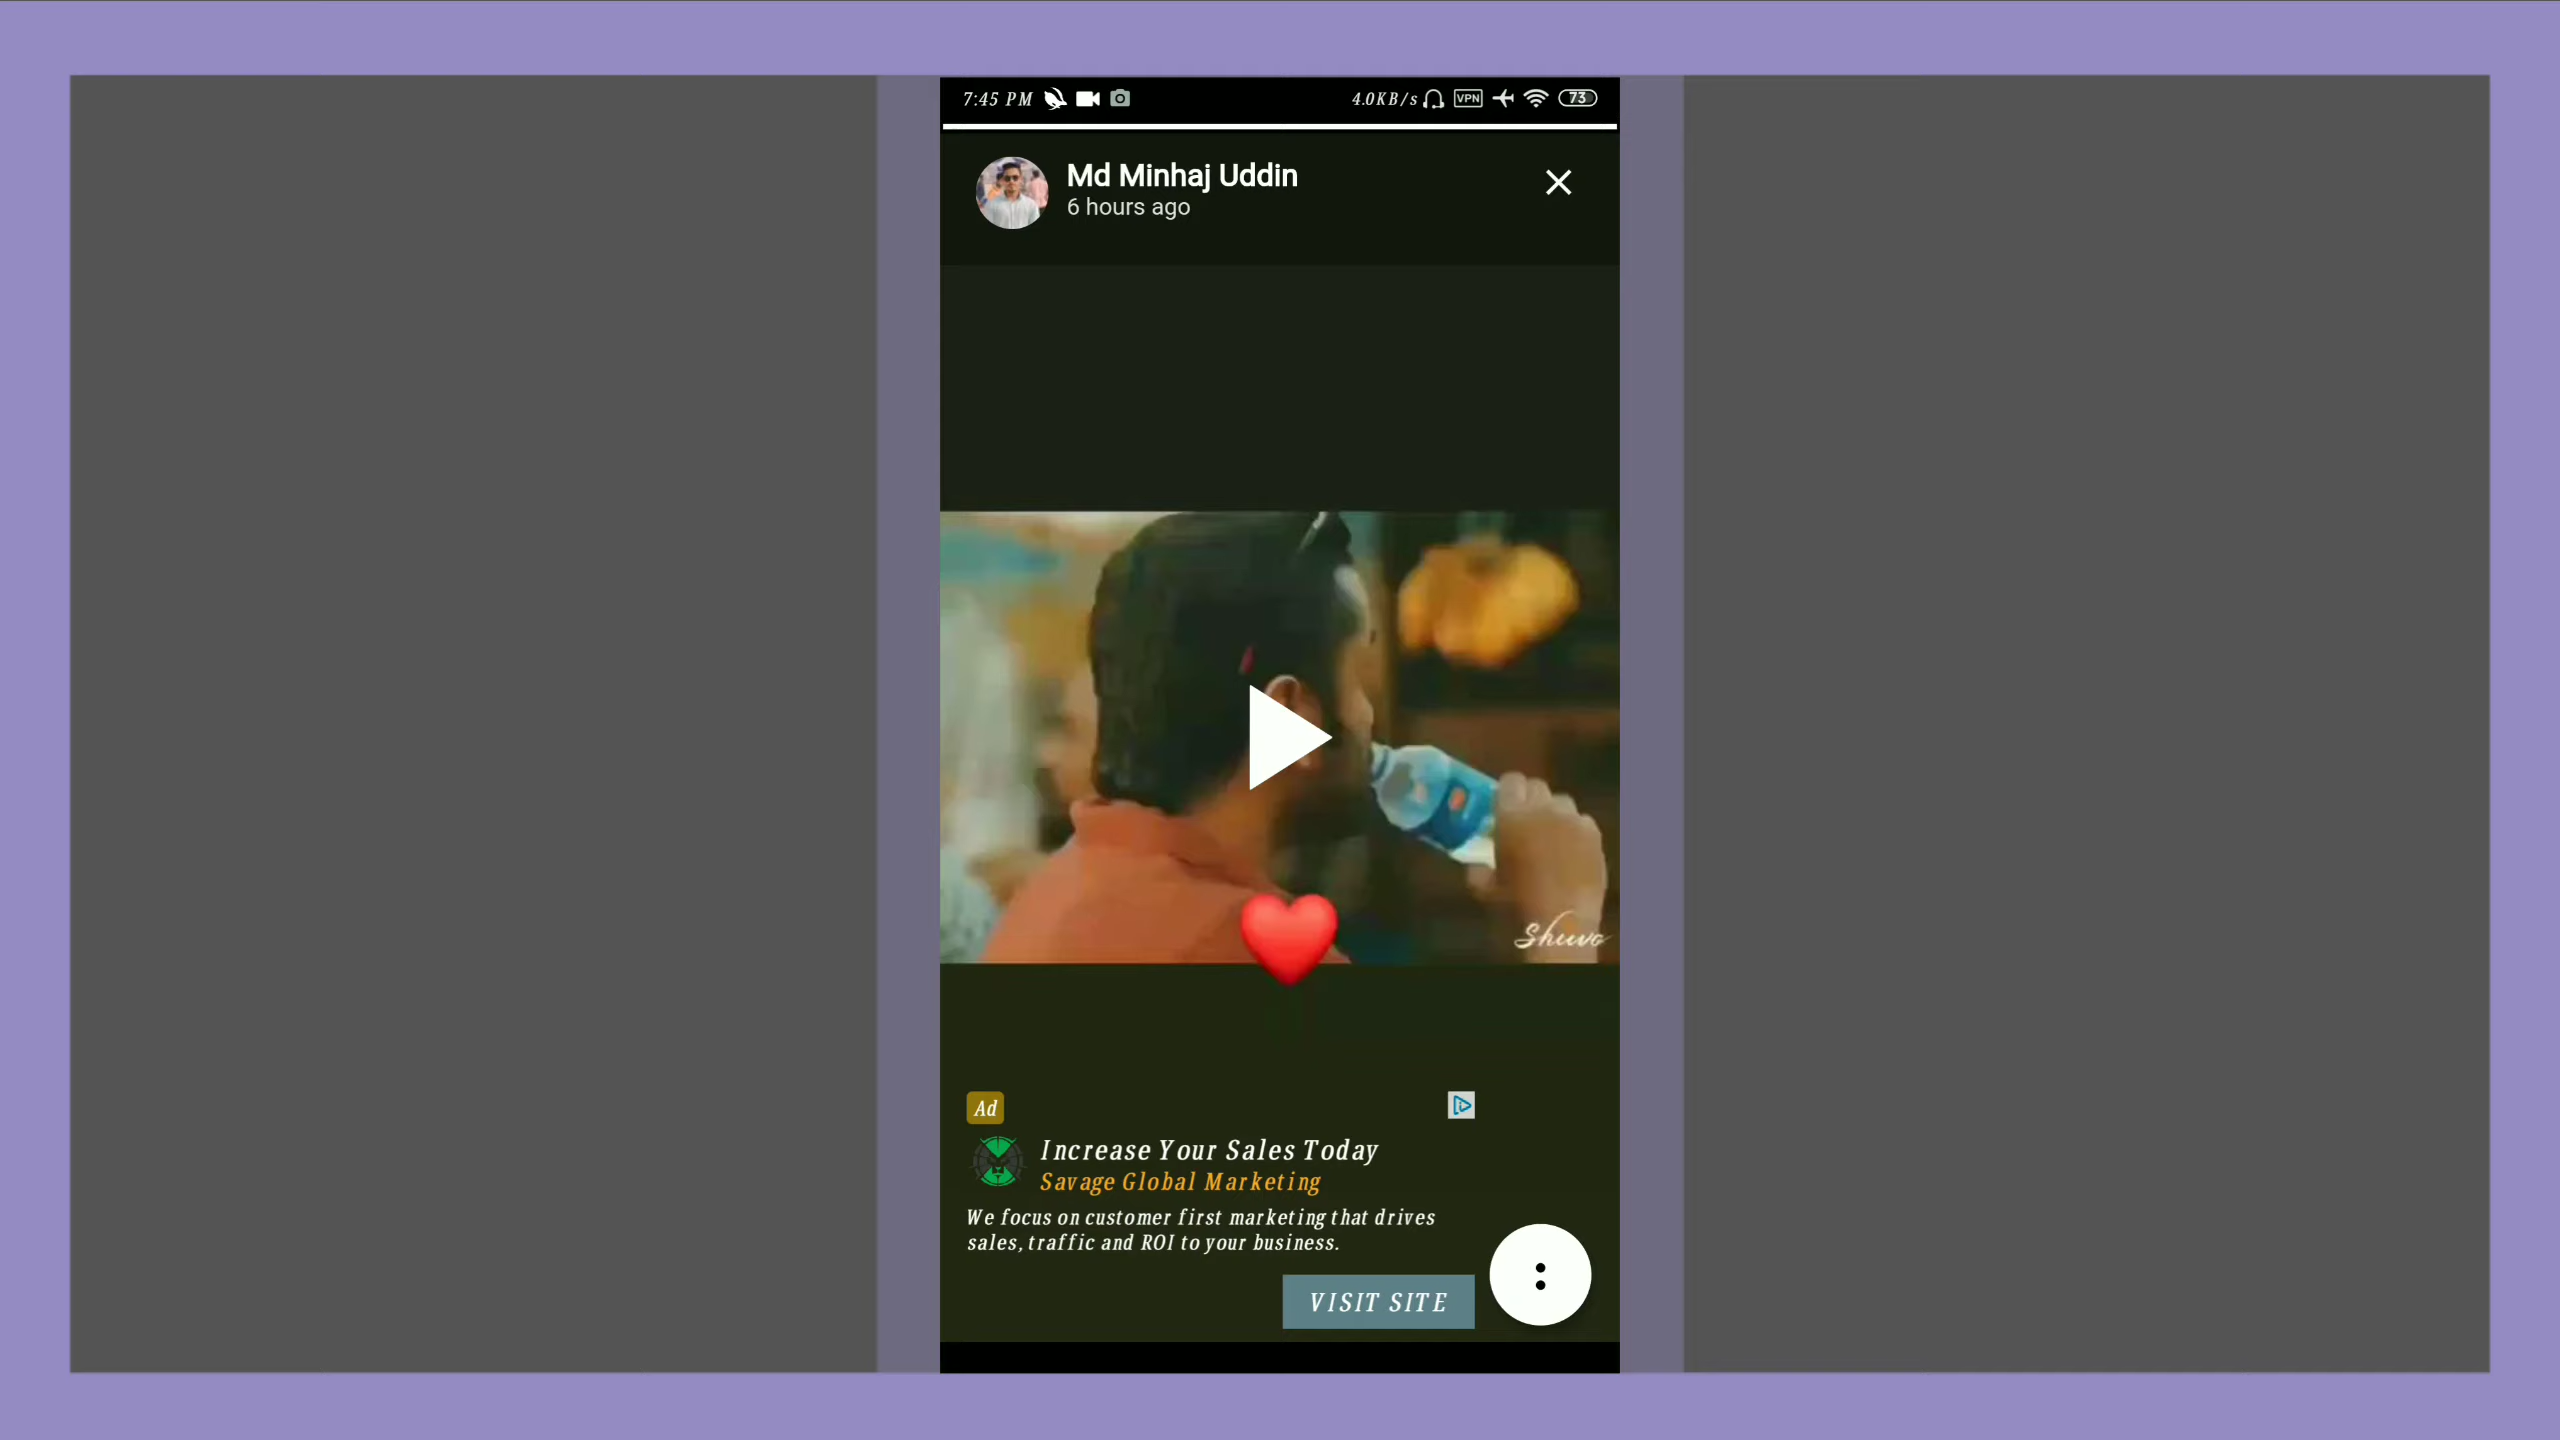 7:45 PM
4.0KB/s
VPN
73
Md Minhaj Uddin
6 hours ago
Shuvo
Ad
Increase Your Sales Today
Savage Global Marketing
We focus on customer first marketing that drives
sales, traffic and ROI to your business.
VISIT SITE